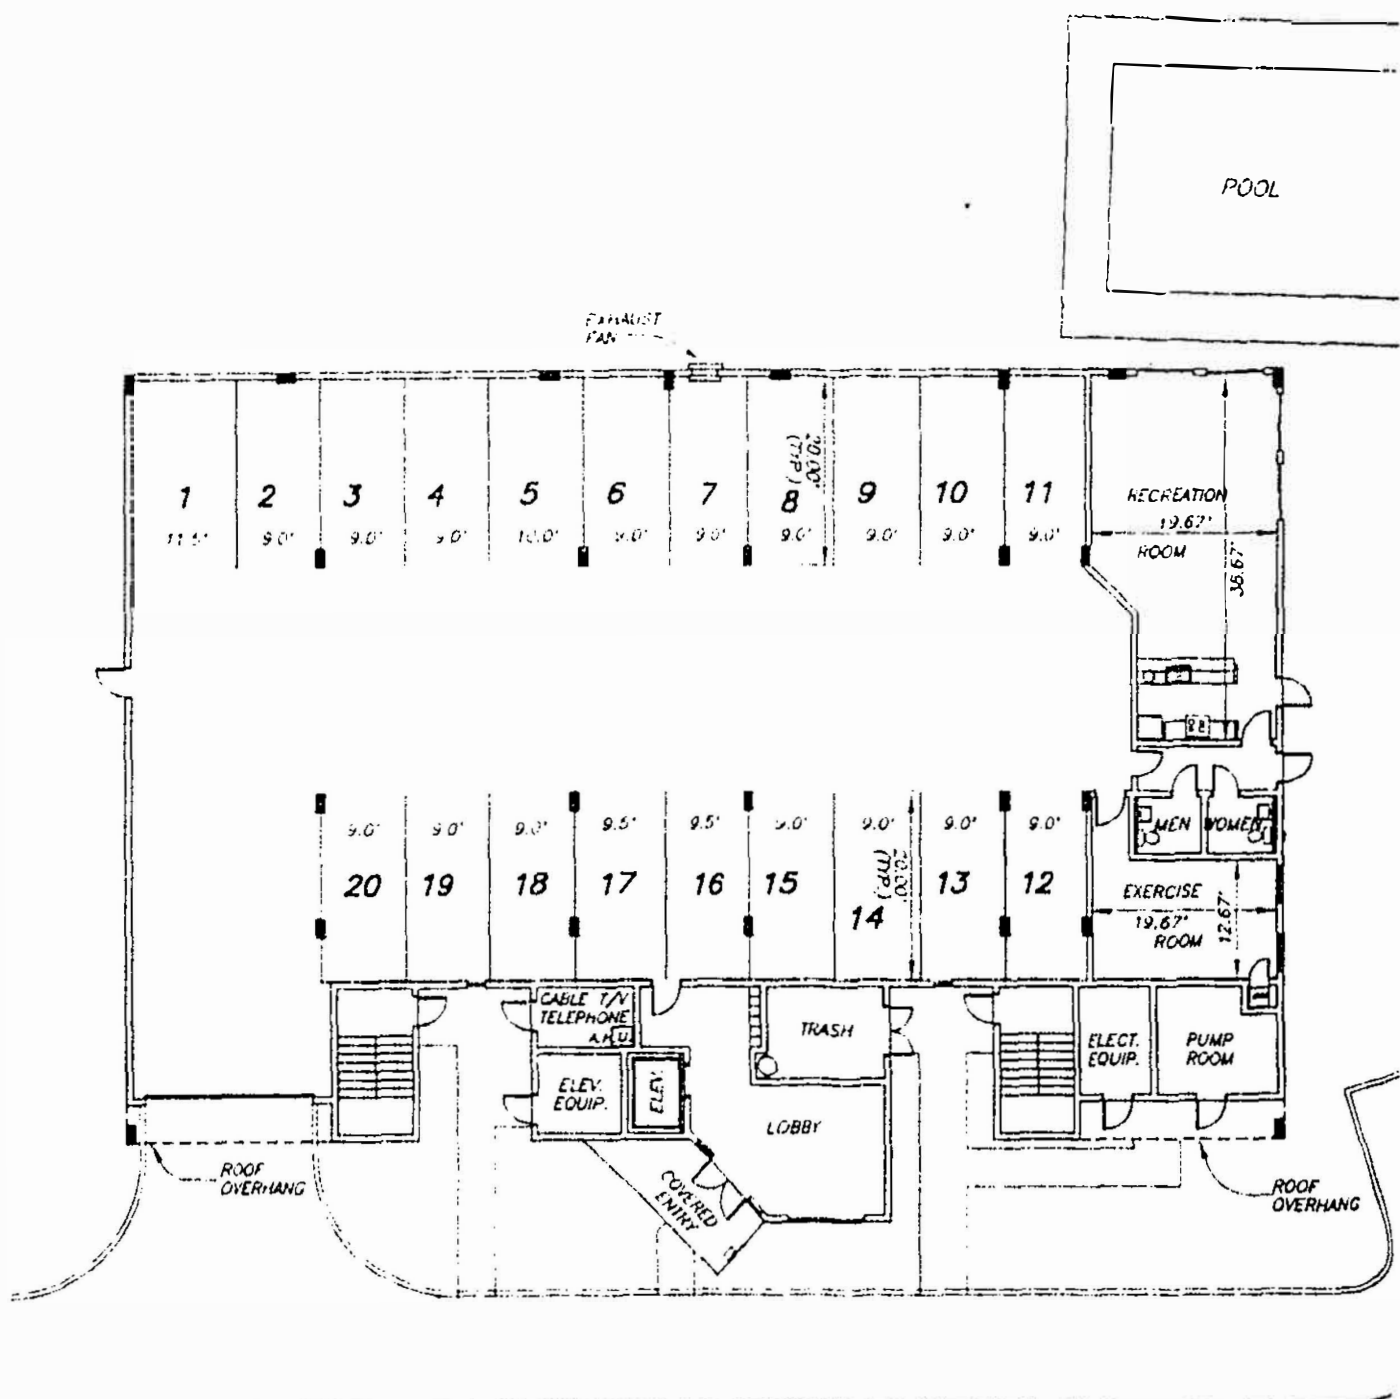 POOL
EXHAUST
FAN
1 2 3 4 5 6 7 8 9 10 11
11.5' 9.0' 9.0' 9.0' 10.0' 9.0' 9.0' 9.0' 9.0' 9.0' 9.0'
20.00'
(TYP.)
RECREATION
19.67'
ROOM
38.67'
9.0' 9.0' 9.0' 9.5' 9.5' 9.0' 9.0' 9.0' 9.0'
20 19 18 17 16 15 14 13 12
20.00'
(TYP.)
MEN WOMEN
EXERCISE
19.67'
ROOM
12.67'
CABLE T/V
TELEPHONE
A.H.U.
TRASH
ELECT.
EQUIP.
PUMP
ROOM
ELEV.
EQUIP.
ELEV.
LOBBY
COVERED
ENTRY
ROOF
OVERHANG
ROOF
OVERHANG